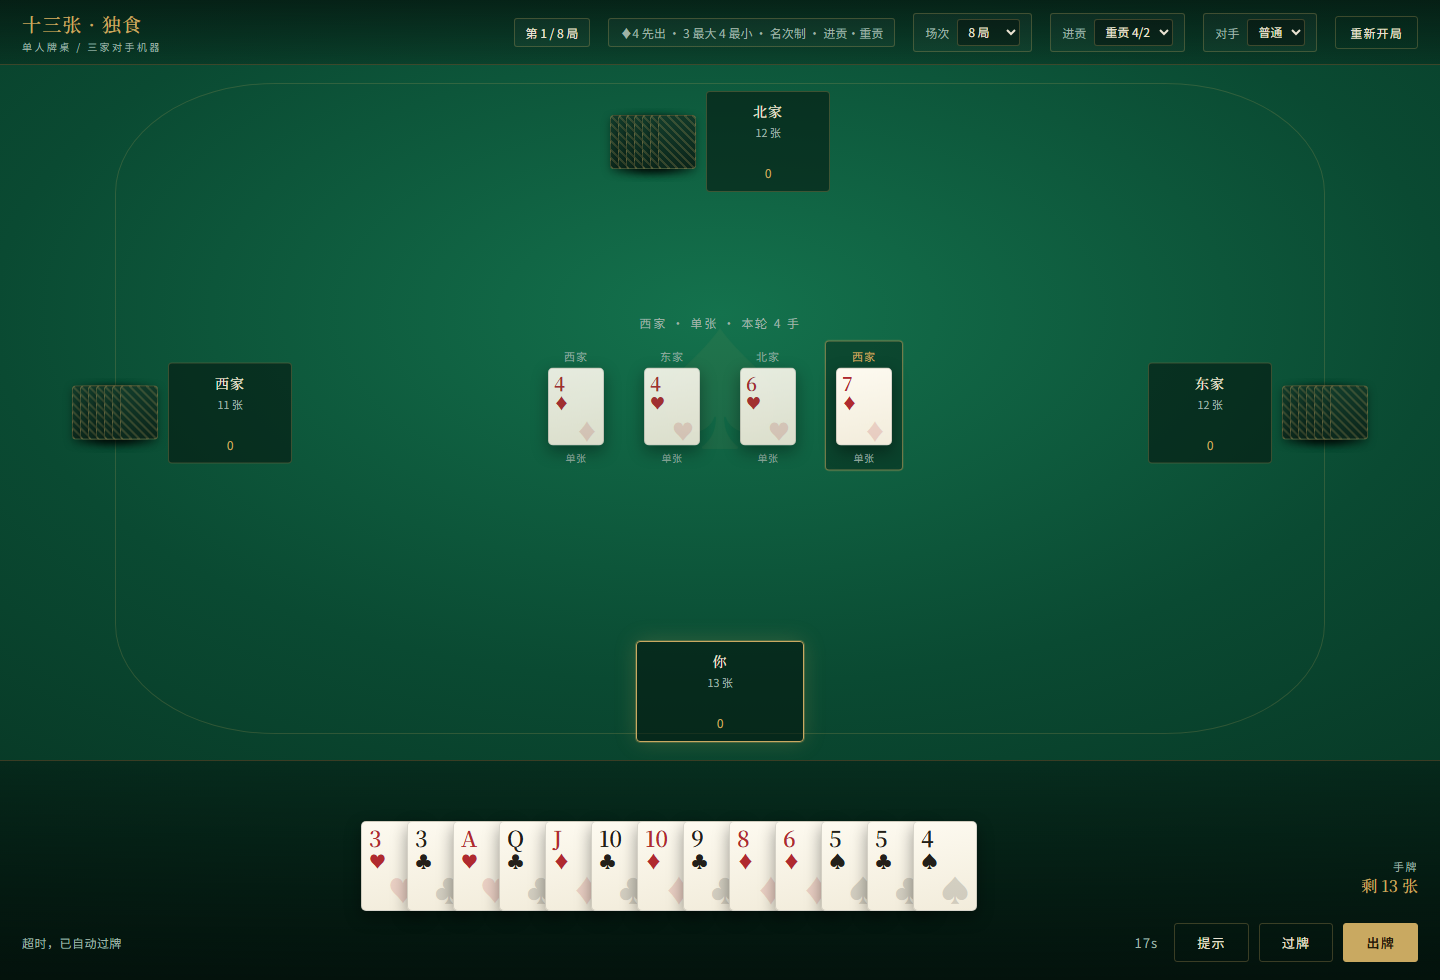 十三张 · 独食
单人牌桌 / 三家对手机器
第 1 / 8 局
♦4 先出 · 3 最大 4 最小 · 名次制 · 进贡·重贡
场次 8 局
进贡 重贡 4/2
对手 普通
重新开局
北家
12 张
0
西家
11 张
0
东家
12 张
0
西家 · 单张 · 本轮 4 手
西家 东家 北家 西家
4♦ 4♥ 6♥ 7♦
单张 单张 单张 单张
你
13 张
0
3♥ 3♣ A♥ Q♣ J♦ 10♣ 10♦ 9♣ 8♦ 6♦ 5♠ 5♣ 4♠
手牌
剩 13 张
超时，已自动过牌
17s
提示
过牌
出牌